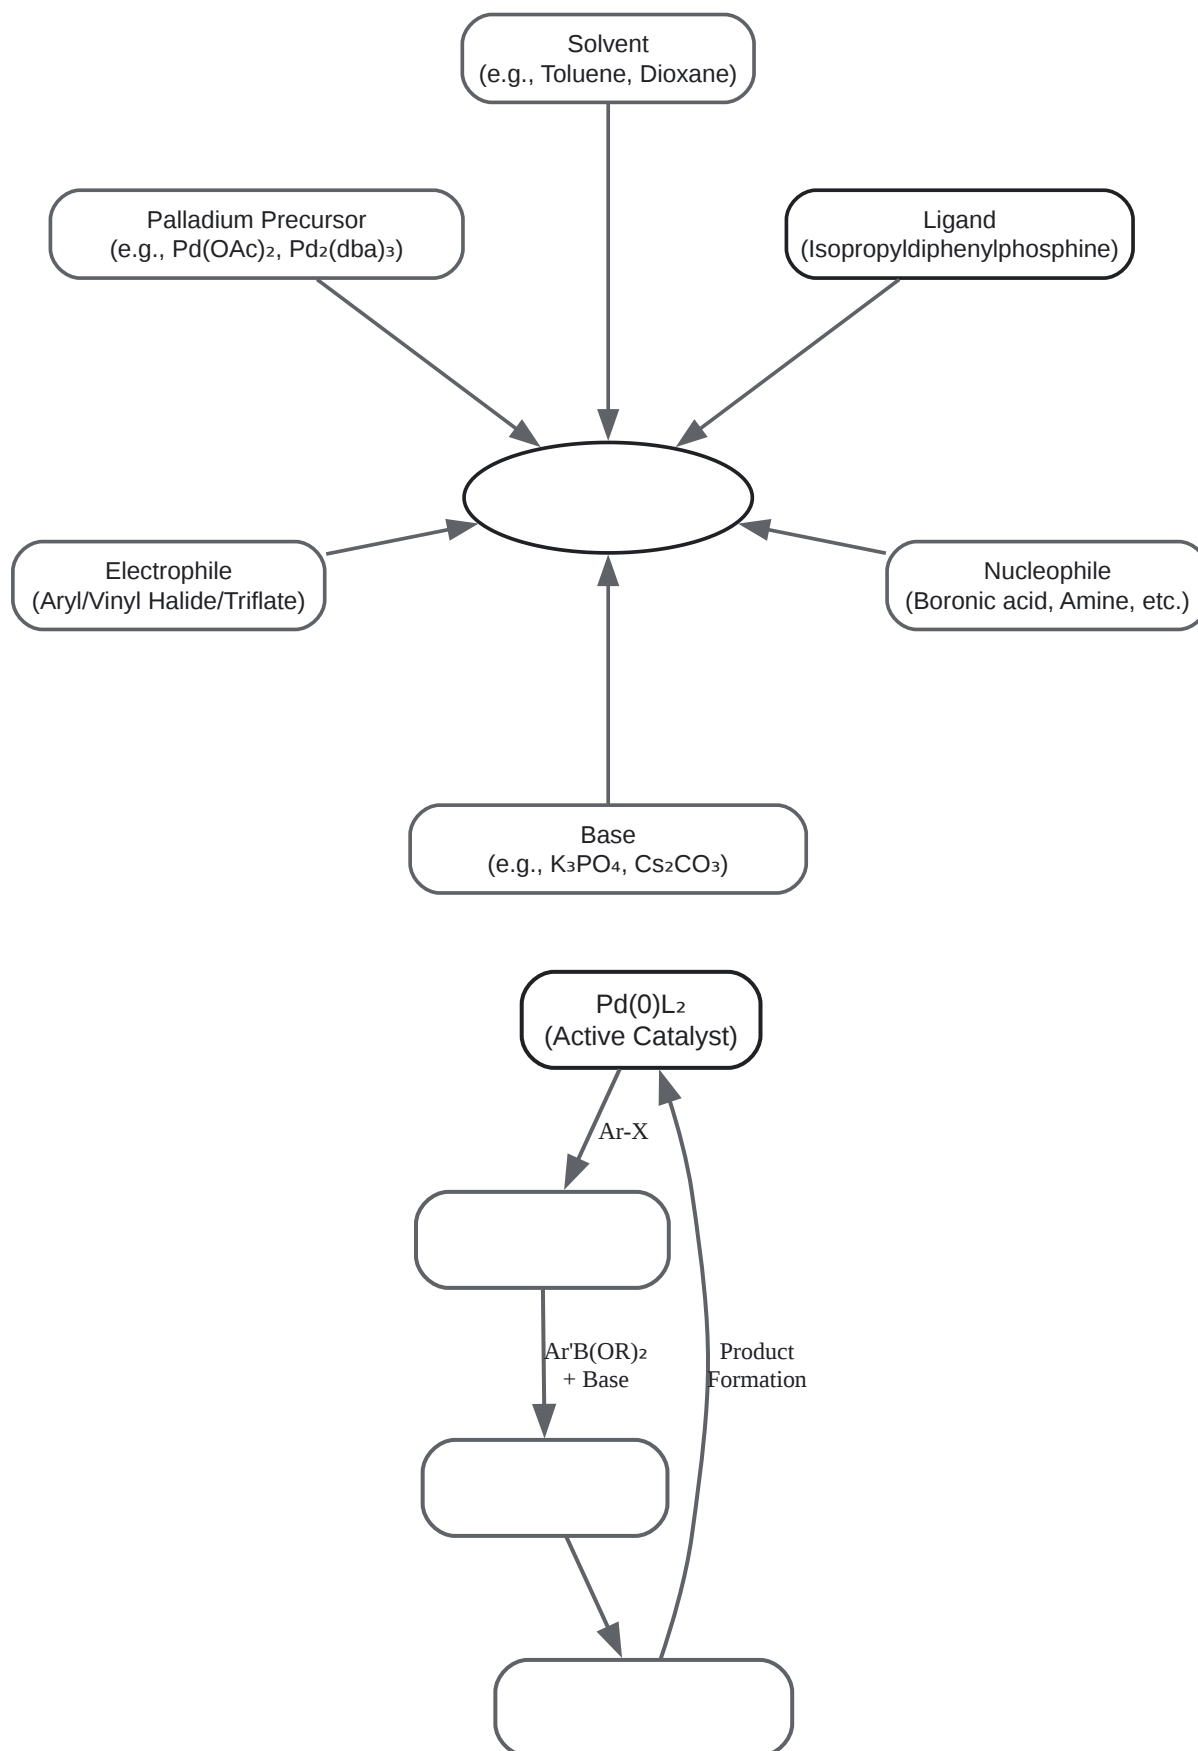 Solvent
(e.g., Toluene, Dioxane)
Palladium Precursor
(e.g., Pd(OAc)₂, Pd₂(dba)₃)
Ligand
(Isopropyldiphenylphosphine)
Electrophile
(Aryl/Vinyl Halide/Triflate)
Nucleophile
(Boronic acid, Amine, etc.)
Base
(e.g., K₃PO₄, Cs₂CO₃)
Pd(0)L₂
(Active Catalyst)
Ar-X
Ar'B(OR)₂
+ Base
Product
Formation